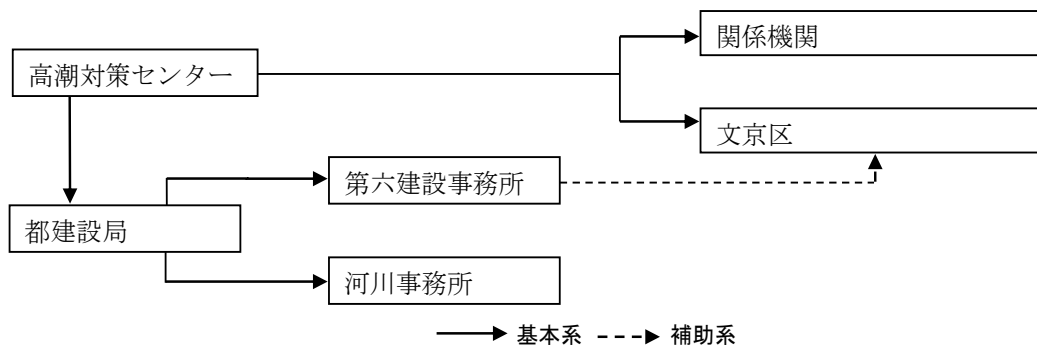 関係機関
高潮対策センター
文京区
第六建設事務所
都建設局
河川事務所
基本系 補助系